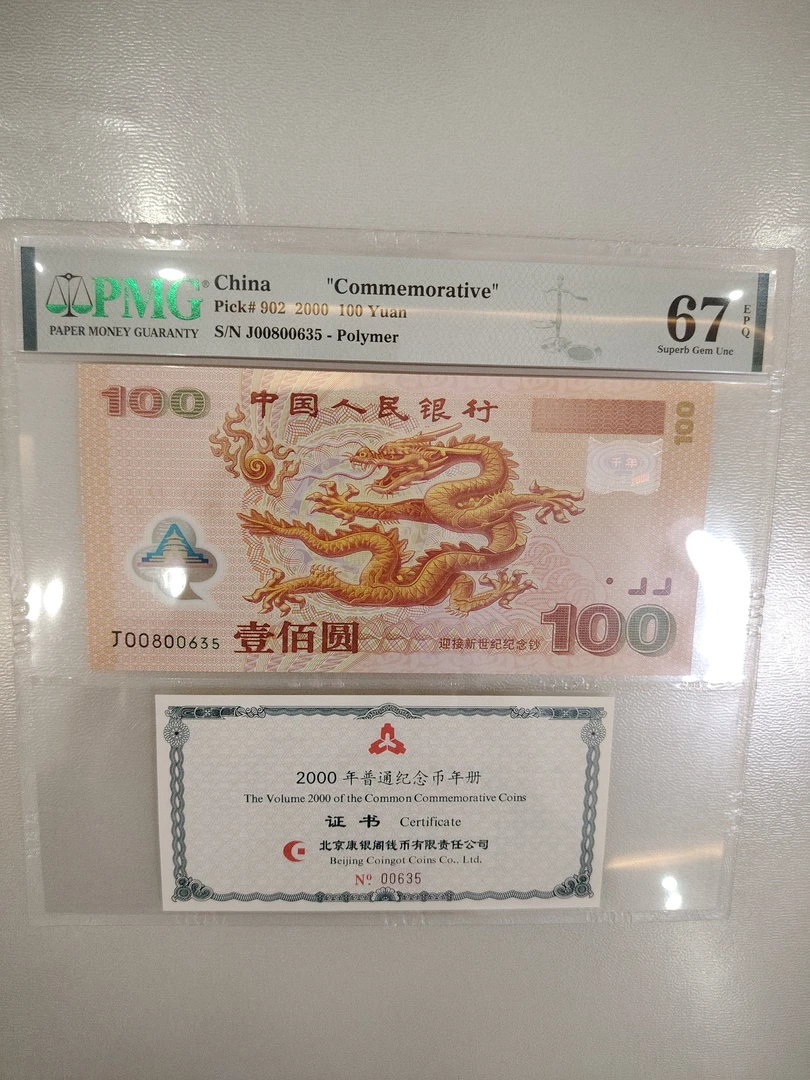 PMG®
PAPER MONEY GUARANTY
China "Commemorative"
Pick# 902 2000 100 Yuan
S/N J00800635 - Polymer
67
EPQ
Superb Gem Unc
100
中国人民银行
100
千年
J00800635
壹佰圆
迎接新世纪纪念钞
100
2000 年普通纪念币年册
The Volume 2000 of the Common Commemorative Coins
证书 Certificate
北京康银阁钱币有限责任公司
Beijing Coingot Coins Co., Ltd.
Nº 00635